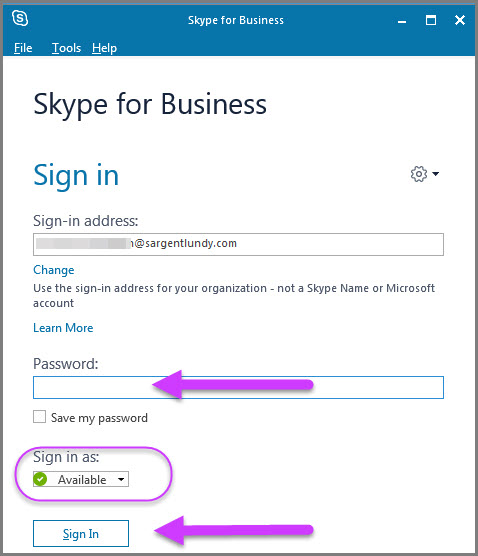 Skype for Business
File Tools Help
Skype for Business
Sign in
Sign-in address:
n@sargentlundy.com
Change
Use the sign-in address for your organization - not a Skype Name or Microsoft
account
Learn More
Password:
Save my password
Sign in as:
Available
Sign In